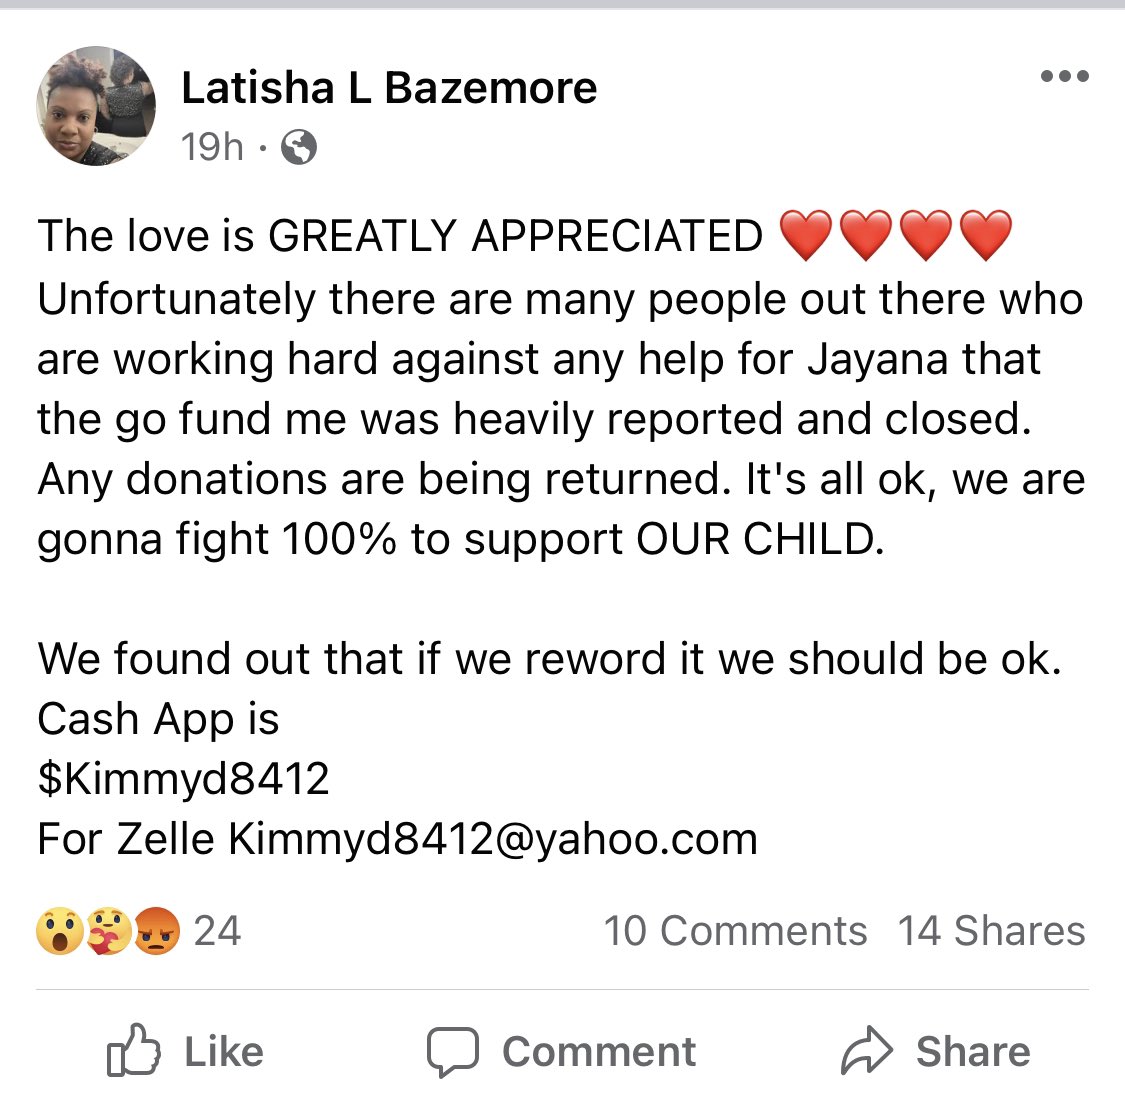 Latisha L Bazemore
19h ·
The love is GREATLY APPRECIATED ❤️❤️❤️❤️
Unfortunately there are many people out there who
are working hard against any help for Jayana that
the go fund me was heavily reported and closed.
Any donations are being returned. It's all ok, we are
gonna fight 100% to support OUR CHILD.
We found out that if we reword it we should be ok.
Cash App is
$Kimmyd8412
For Zelle Kimmyd8412@yahoo.com
24 10 Comments 14 Shares
Like Comment Share